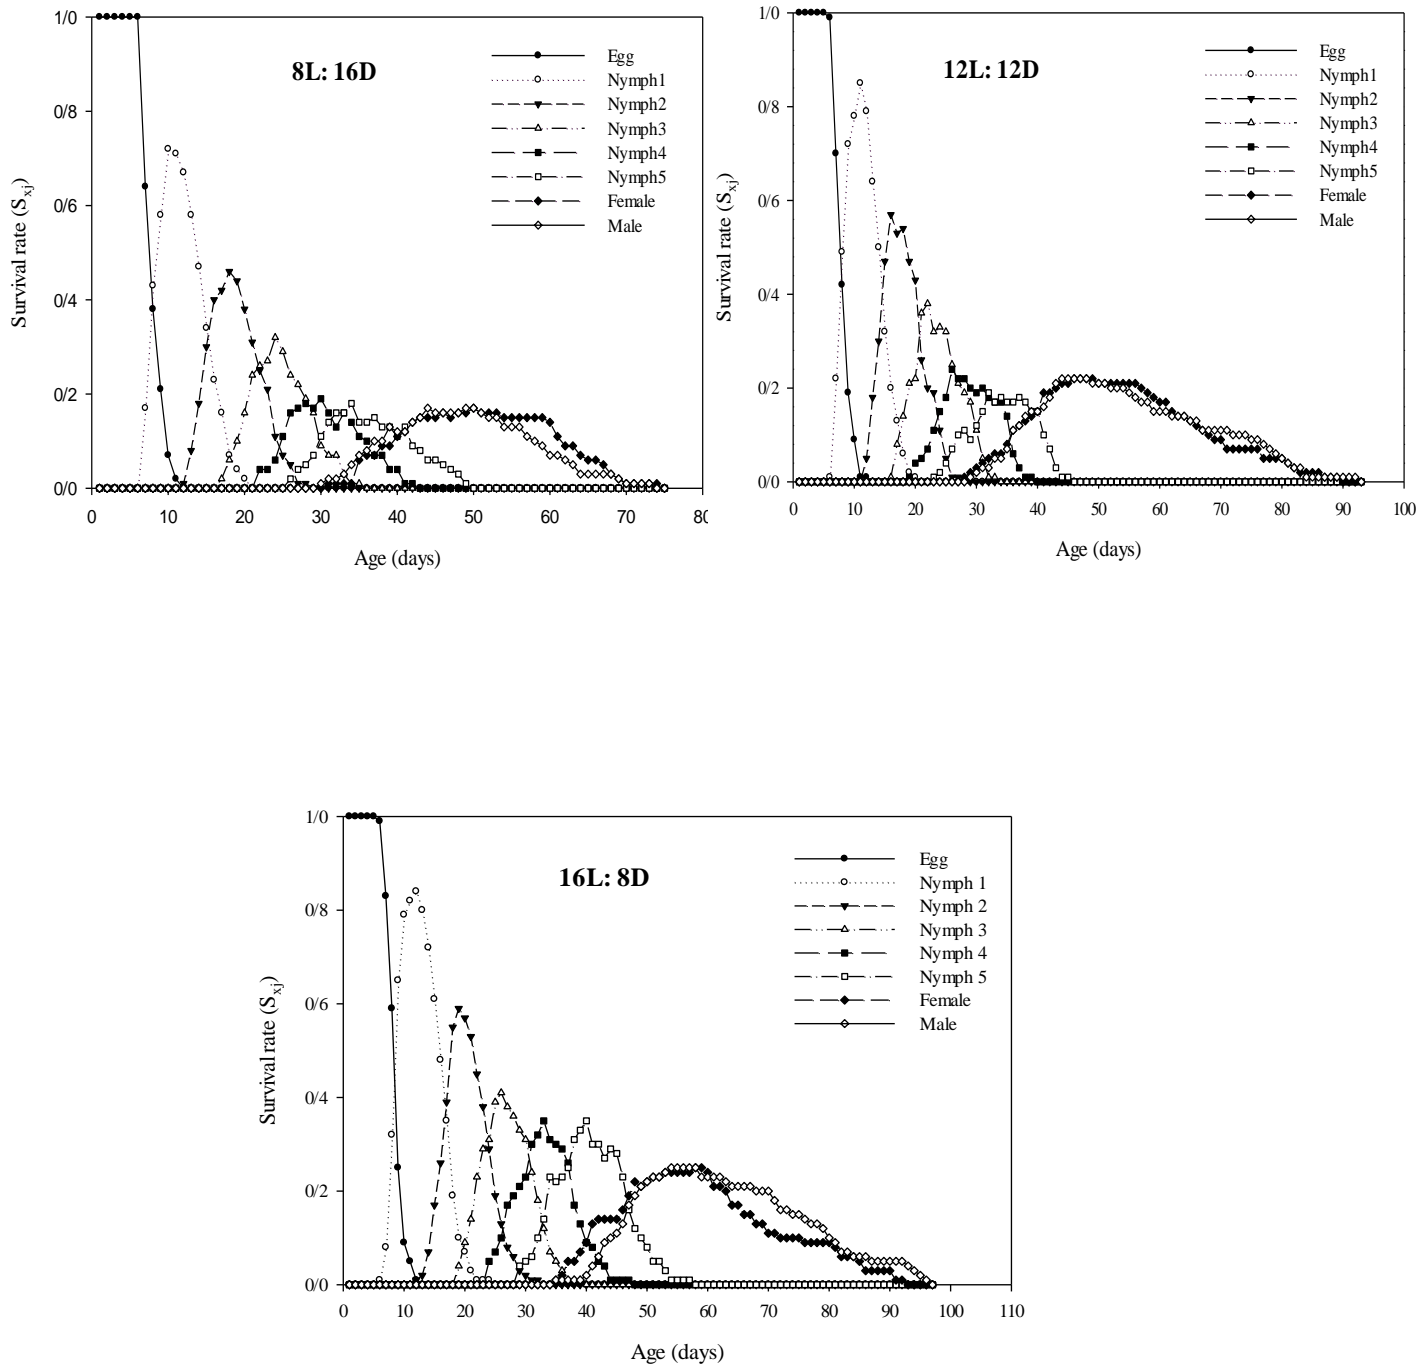 8L: 16D
Survival rate (Sxj)
1/0
0/8
0/6
0/4
0/2
0/0
0 10 20 30 40 50 60 70 80
Age (days)
Egg
Nymph1
Nymph2
Nymph3
Nymph4
Nymph5
Female
Male
12L: 12D
Survival rate (Sxj)
1/0
0/8
0/6
0/4
0/2
0/0
0 10 20 30 40 50 60 70 80 90 100
Age (days)
Egg
Nymph1
Nymph2
Nymph3
Nymph4
Nymph5
Female
Male
16L: 8D
Survival rate (Sxj)
1/0
0/8
0/6
0/4
0/2
0/0
0 10 20 30 40 50 60 70 80 90 100 110
Age (days)
Egg
Nymph 1
Nymph 2
Nymph 3
Nymph 4
Nymph 5
Female
Male